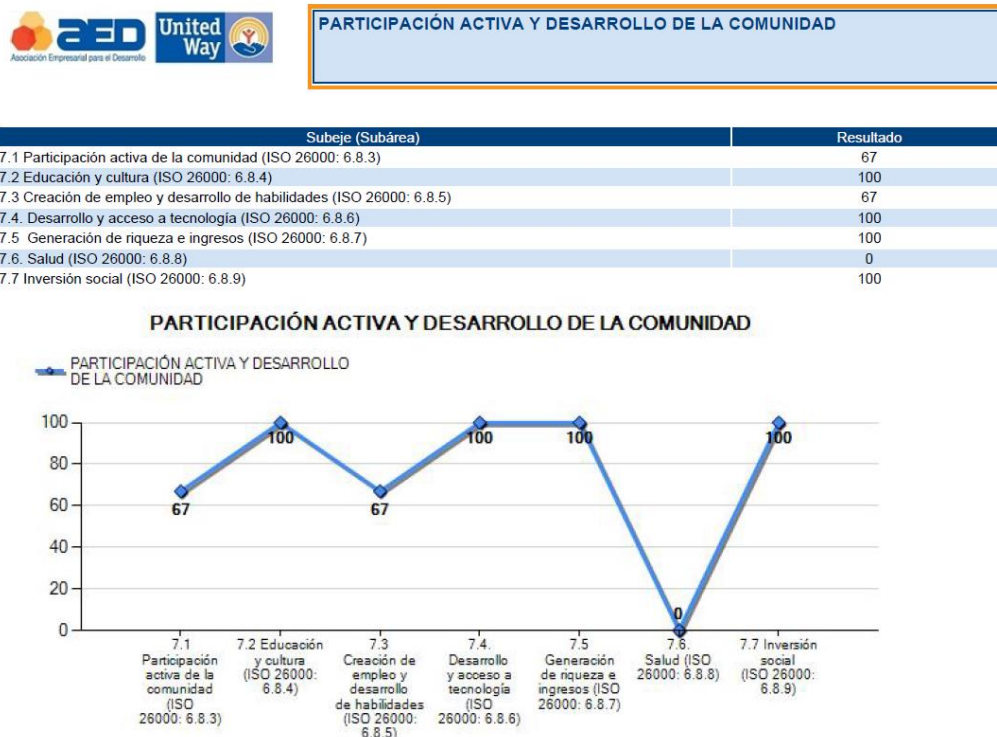 AED
Asociación Empresarial para el Desarrollo
United
Way
PARTICIPACIÓN ACTIVA Y DESARROLLO DE LA COMUNIDAD
Subeje (Subárea) Resultado
7.1 Participación activa de la comunidad (ISO 26000: 6.8.3) 67
7.2 Educación y cultura (ISO 26000: 6.8.4) 100
7.3 Creación de empleo y desarrollo de habilidades (ISO 26000: 6.8.5) 67
7.4. Desarrollo y acceso a tecnología (ISO 26000: 6.8.6) 100
7.5 Generación de riqueza e ingresos (ISO 26000: 6.8.7) 100
7.6. Salud (ISO 26000: 6.8.8) 0
7.7 Inversión social (ISO 26000: 6.8.9) 100
PARTICIPACIÓN ACTIVA Y DESARROLLO DE LA COMUNIDAD
PARTICIPACIÓN ACTIVA Y DESARROLLO
DE LA COMUNIDAD
100
80
60
40
20
0
67
100
67
100
100
0
100
7.1
Participación
activa de la
comunidad
(ISO
26000: 6.8.3)
7.2 Educación
y cultura
(ISO 26000:
6.8.4)
7.3
Creación de
empleo y
desarrollo
de habilidades
(ISO 26000:
6.8.5)
7.4.
Desarrollo
y acceso a
tecnología
(ISO
26000: 6.8.6)
7.5
Generación
de riqueza e
ingresos (ISO
26000: 6.8.7)
7.6.
Salud (ISO
26000: 6.8.8)
7.7 Inversión
social
(ISO 26000:
6.8.9)